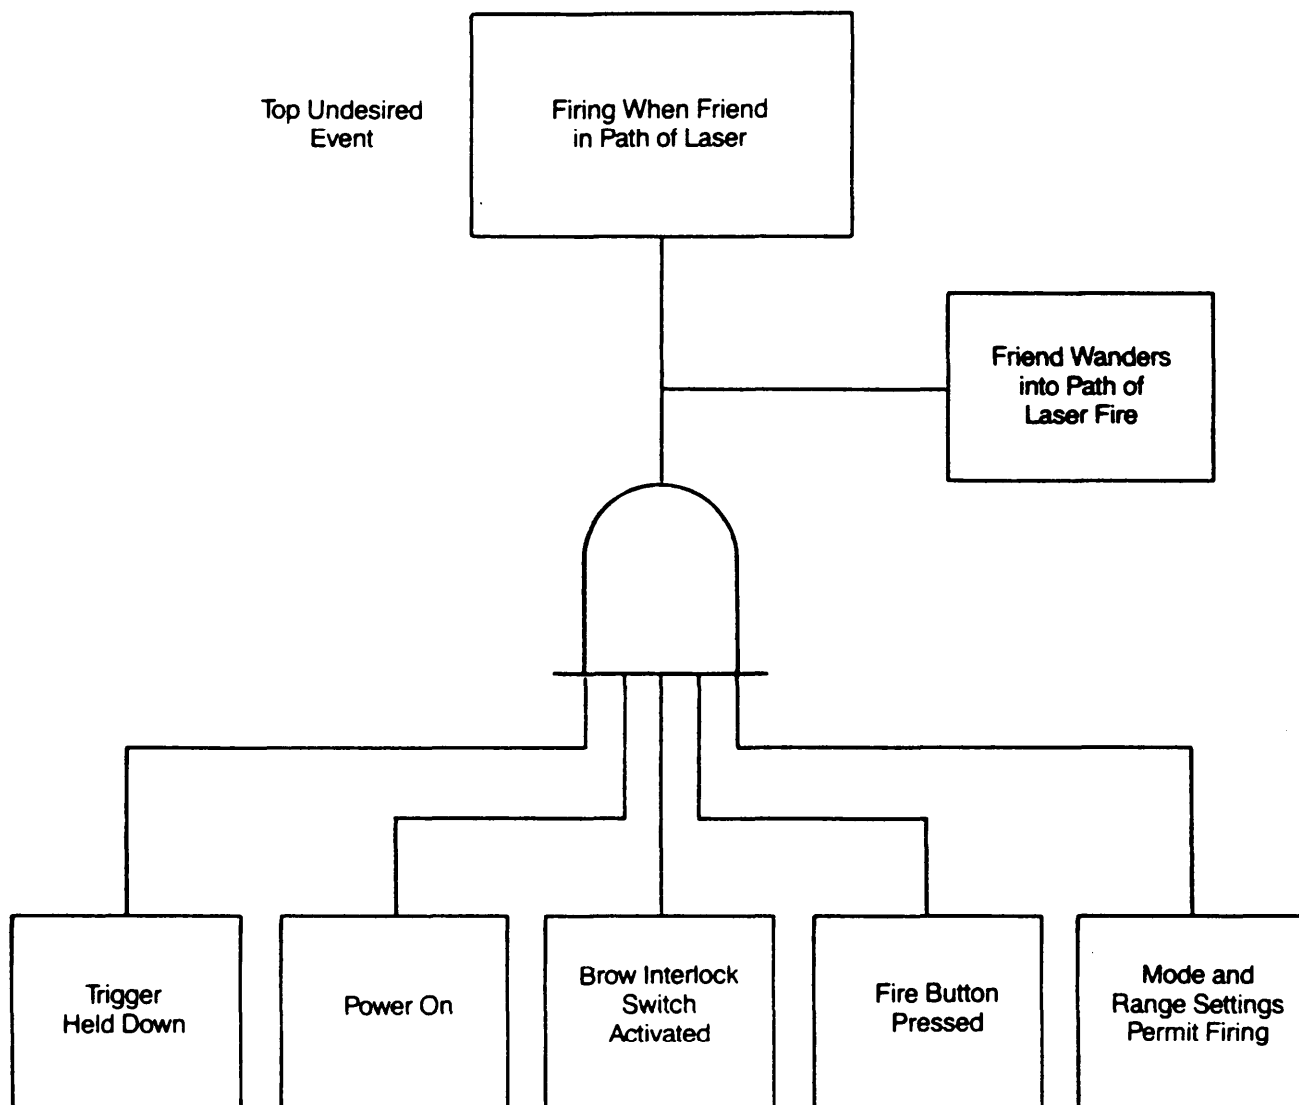 Top Undesired
Event
Firing When Friend
in Path of Laser
Friend Wanders
into Path of
Laser Fire
Trigger
Held Down
Power On
Brow Interlock
Switch
Activated
Fire Button
Pressed
Mode and
Range Settings
Permit Firing